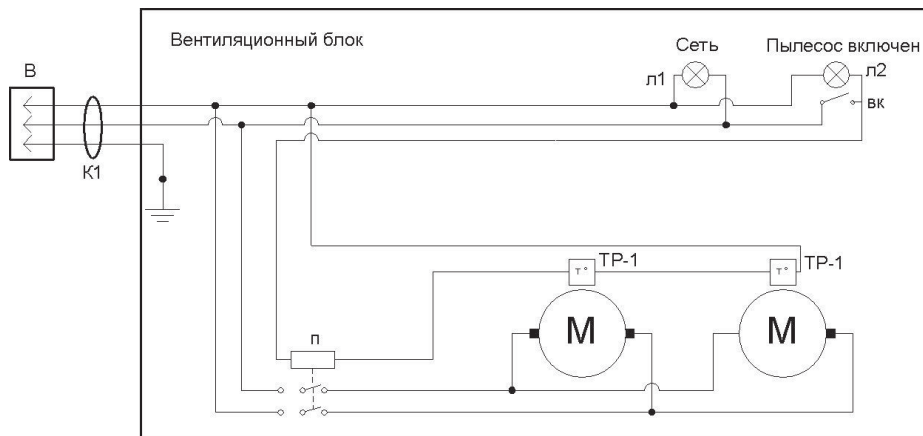 Вентиляционный блок
Сеть
Пылесос включен
В
л1
л2
вк
К1
ТР-1
ТР-1
т°
т°
М
М
п